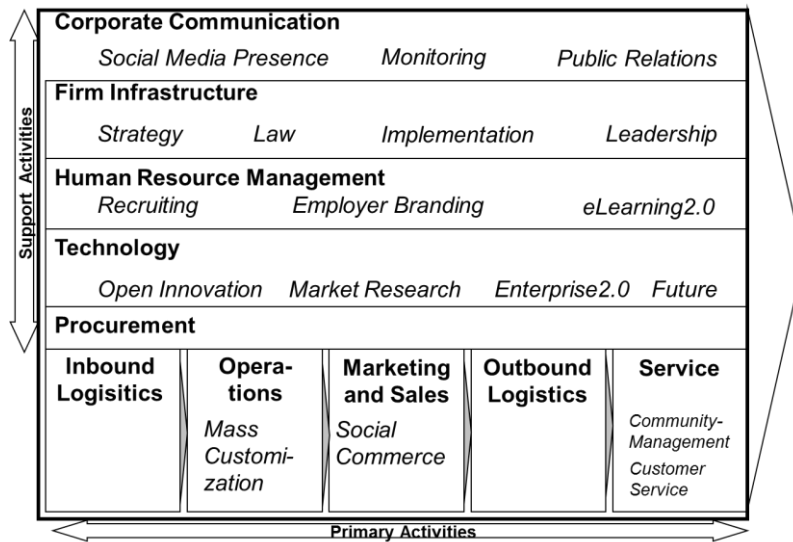 Corporate Communication
Social Media Presence Monitoring Public Relations
Firm Infrastructure
Strategy Law Implementation Leadership
Human Resource Management
Recruiting Employer Branding eLearning2.0
Technology
Open Innovation Market Research Enterprise2.0 Future
Procurement
Support Activities
Inbound
Logisitics
Opera-
tions
Mass
Customi-
zation
Marketing
and Sales
Social
Commerce
Outbound
Logistics
Service
Community-
Management
Customer
Service
Primary Activities